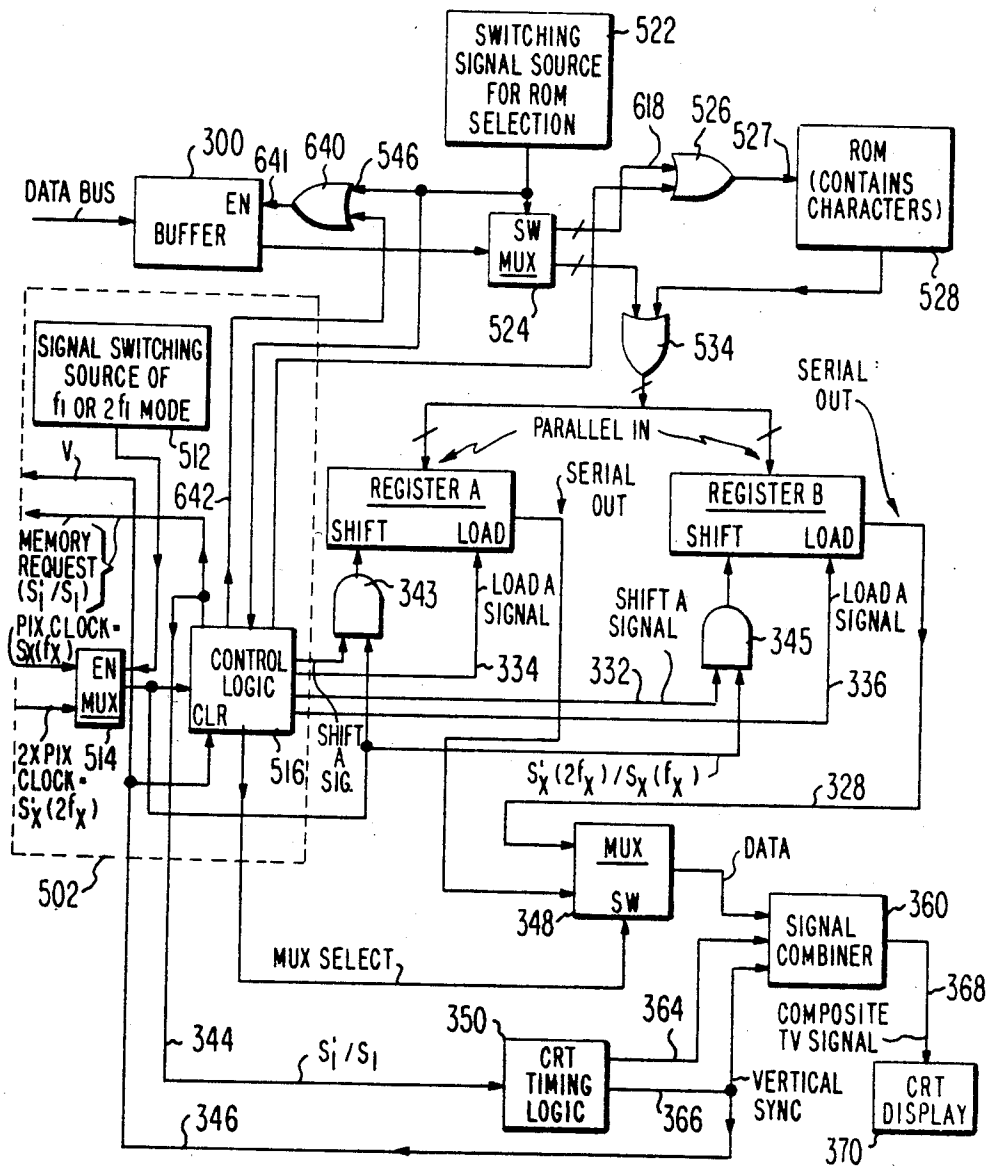 SWITCHING
SIGNAL SOURCE
FOR ROM
SELECTION
522
618
526
527
ROM
(CONTAINS
CHARACTERS)
528
300
640
546
641
DATA BUS
EN
BUFFER
SW
MUX
524
534
SERIAL
OUT
SIGNAL SWITCHING
SOURCE OF
f1 OR 2f1 MODE
512
V
642
PARALLEL IN
REGISTER A
SHIFT LOAD
SERIAL
OUT
REGISTER B
SHIFT LOAD
MEMORY
REQUEST
(S'1/S1)
343
LOAD A
SIGNAL
SHIFT A
SIGNAL
LOAD A
SIGNAL
345
PIX CLOCK=
SX(fX)
EN
MUX
514
CONTROL
LOGIC
CLR
516
334
332
336
2X PIX
CLOCK=
S'X(2fX)
SHIFT
A
SIG.
S'X(2fX)/SX(fX)
328
502
MUX
SW
348
DATA
360
SIGNAL
COMBINER
MUX SELECT
368
350
364
COMPOSITE
TV SIGNAL
344
S'1/S1
CRT
TIMING
LOGIC
366
VERTICAL
SYNC
CRT
DISPLAY
370
346